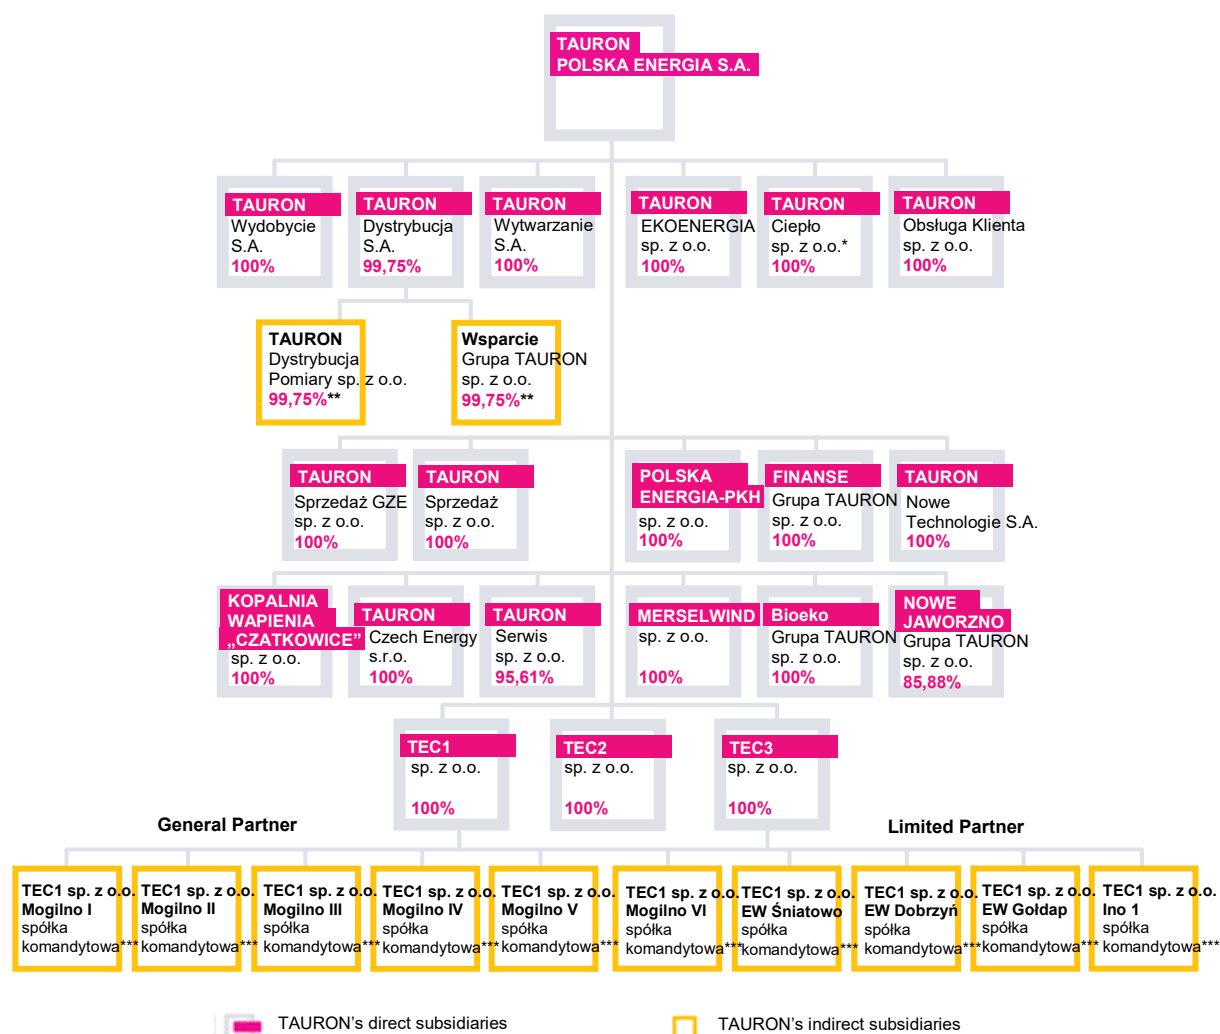 TAURON
POLSKA ENERGIA S.A.
TAURON
Wydobycie
S.A.
100%
TAURON
Dystrybucja
S.A.
99,75%
TAURON
Wytwarzanie
S.A.
100%
TAURON
EKOENERGIA
sp. z o.o.
100%
TAURON
Ciepło
sp. z o.o.*
100%
TAURON
Obsługa Klienta
sp. z o.o.
100%
TAURON
Dystrybucja
Pomiary sp. z o.o.
99,75%**
Wsparcie
Grupa TAURON
sp. z o.o.
99,75%**
TAURON
Sprzedaż GZE
sp. z o.o.
100%
TAURON
Sprzedaż
sp. z o.o.
100%
POLSKA
ENERGIA-PKH
sp. z o.o.
100%
FINANSE
Grupa TAURON
sp. z o.o.
100%
TAURON
Nowe
Technologie S.A.
100%
KOPALNIA
WAPIENIA
„CZATKOWICE”
sp. z o.o.
100%
TAURON
Czech Energy
s.r.o.
100%
TAURON
Serwis
sp. z o.o.
95,61%
MERSELWIND
sp. z o.o.
100%
Bioeko
Grupa TAURON
sp. z o.o.
100%
NOWE
JAWORZNO
Grupa TAURON
sp. z o.o.
85,88%
TEC1
sp. z o.o.
100%
TEC2
sp. z o.o.
100%
TEC3
sp. z o.o.
100%
General Partner
Limited Partner
TEC1 sp. z o.o.
Mogilno I
spółka
komandytowa***
TEC1 sp. z o.o.
Mogilno II
spółka
komandytowa***
TEC1 sp. z o.o.
Mogilno III
spółka
komandytowa***
TEC1 sp. z o.o.
Mogilno IV
spółka
komandytowa***
TEC1 sp. z o.o.
Mogilno V
spółka
komandytowa***
TEC1 sp. z o.o.
Mogilno VI
spółka
komandytowa***
TEC1 sp. z o.o.
EW Śniatowo
spółka
komandytowa***
TEC1 sp. z o.o.
EW Dobrzyń
spółka
komandytowa***
TEC1 sp. z o.o.
EW Gołdap
spółka
komandytowa***
TEC1 sp. z o.o.
Ino 1
spółka
komandytowa***
TAURON's direct subsidiaries
TAURON's indirect subsidiaries